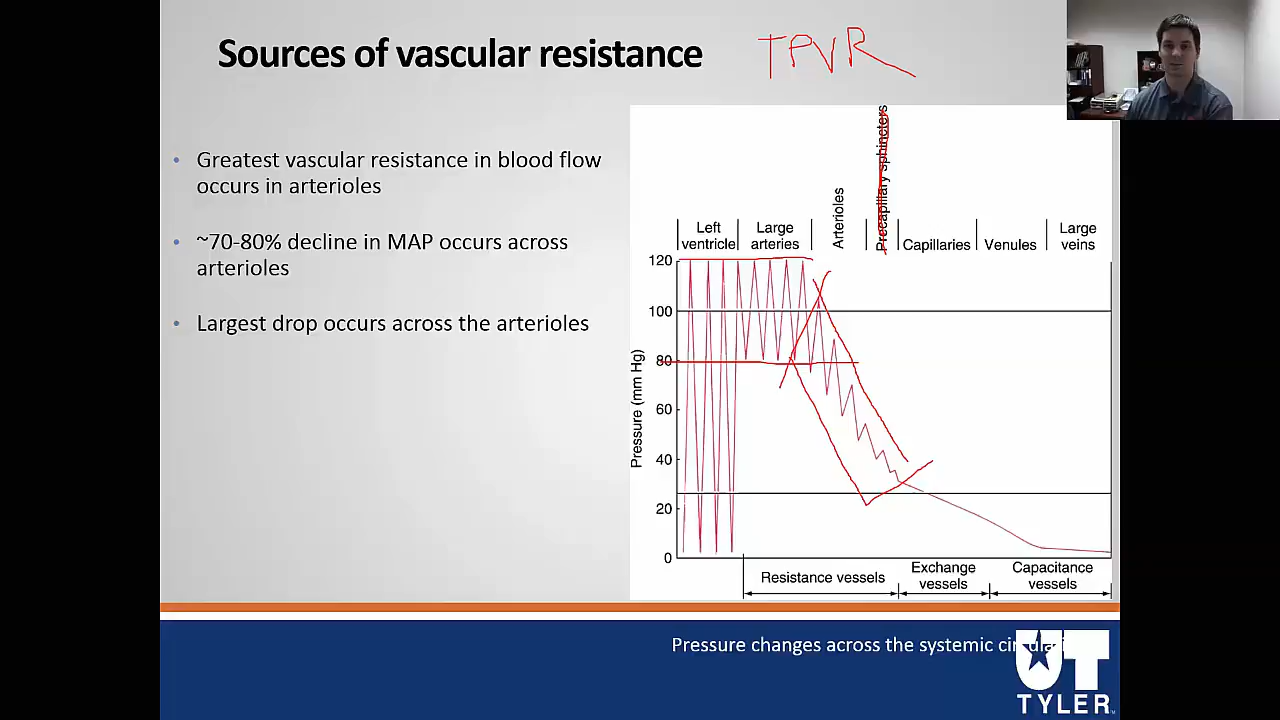 Sources of vascular resistance
TPVR
• Greatest vascular resistance in blood flow
occurs in arterioles
• ~70-80% decline in MAP occurs across
arterioles
• Largest drop occurs across the arterioles
Left
ventricle
Large
arteries
Arterioles
Precapillary sphincters
Capillaries
Venules
Large
veins
Pressure (mm Hg)
120
100
80
60
40
20
0
Resistance vessels
Exchange
vessels
Capacitance
vessels
Pressure changes across the systemic
UT
TYLER